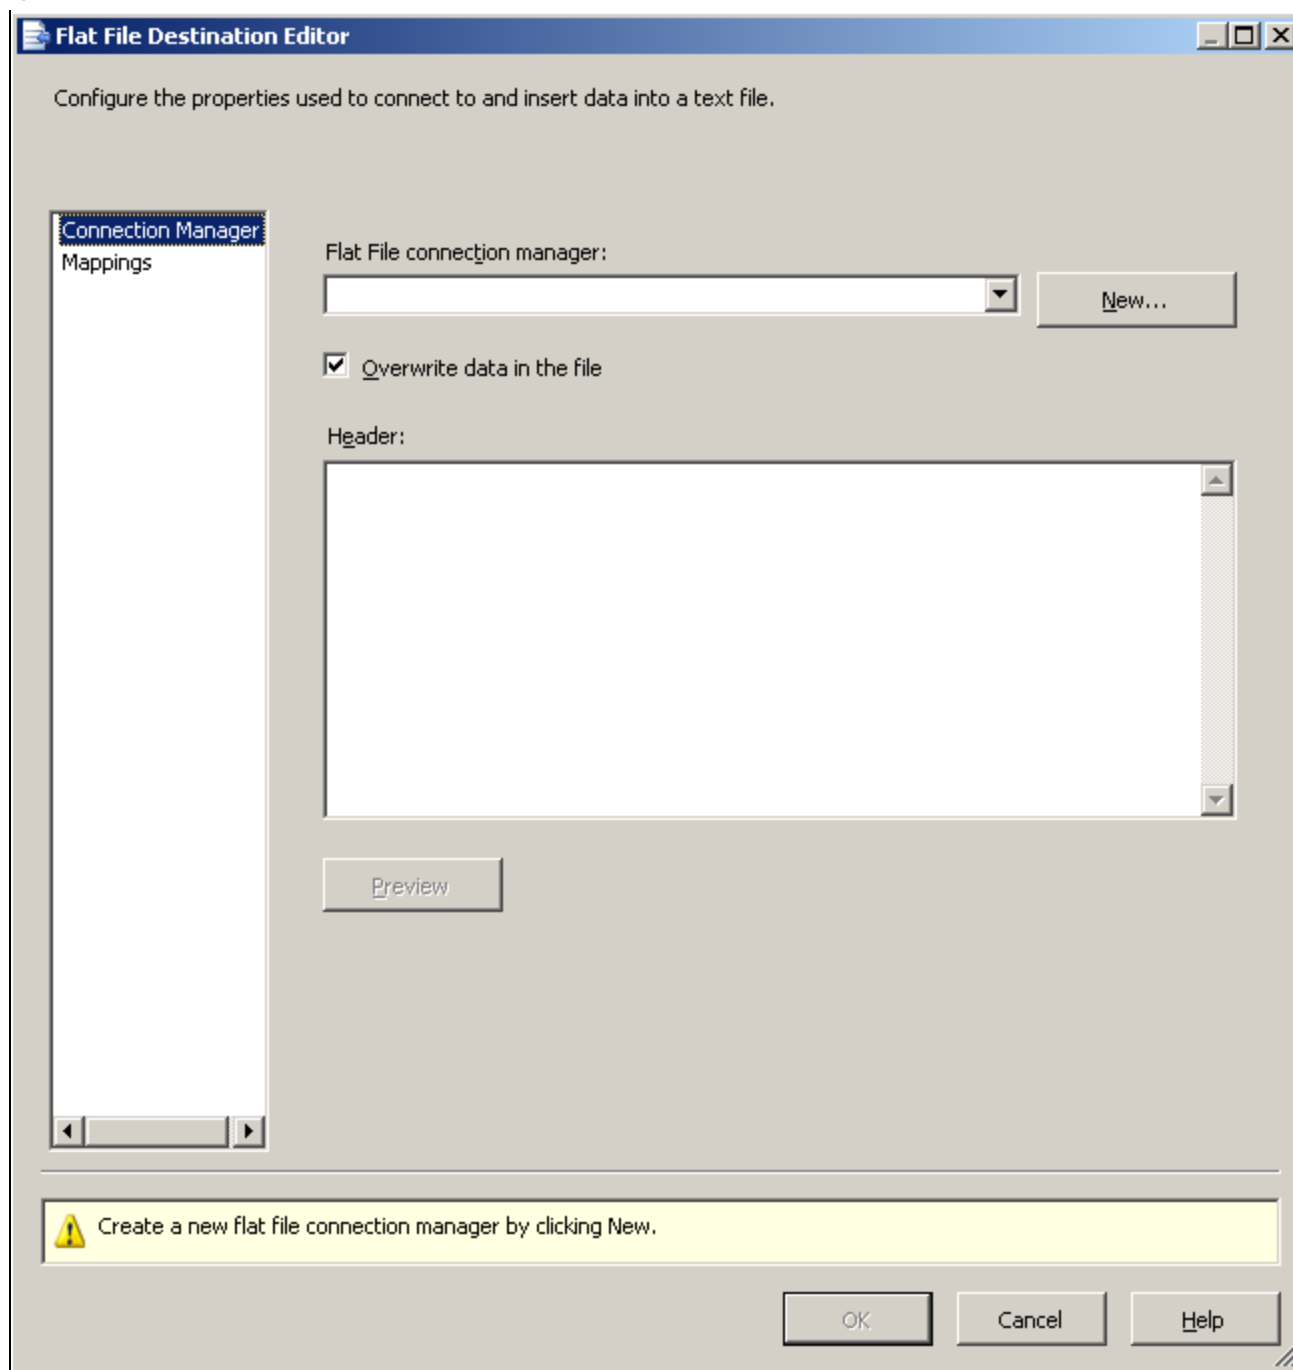 Flat File Destination Editor
Configure the properties used to connect to and insert data into a text file.
Connection Manager
Mappings
Flat File connection manager:
New...
Overwrite data in the file
Header:
Preview
Create a new flat file connection manager by clicking New.
OK
Cancel
Help